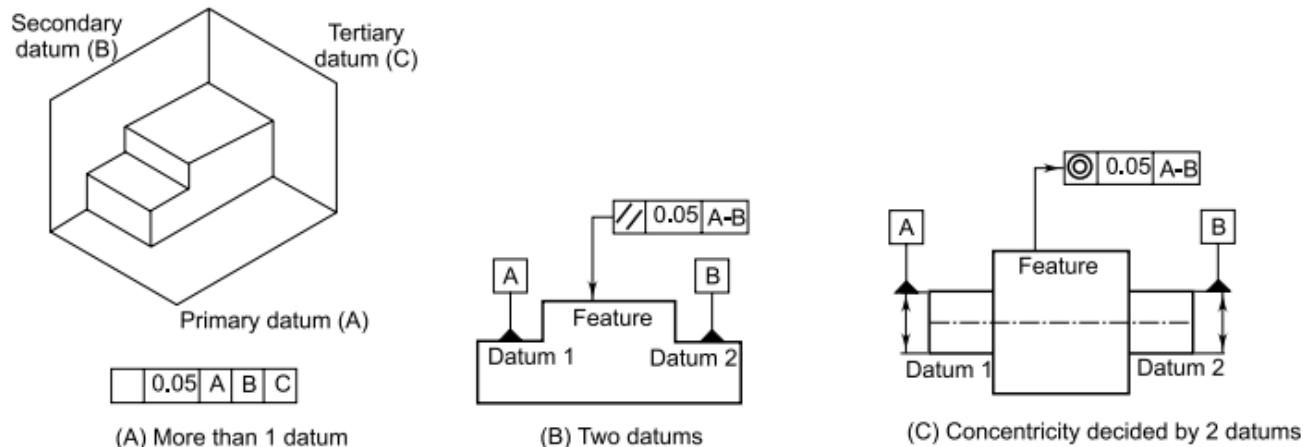 Secondary
datum (B)
Tertiary
datum (C)
Primary datum (A)
0.05 A B C
(A) More than 1 datum
// 0.05 A-B
A
B
Feature
Datum 1
Datum 2
(B) Two datums
◎ 0.05 A-B
A
B
Feature
Datum 1
Datum 2
(C) Concentricity decided by 2 datums